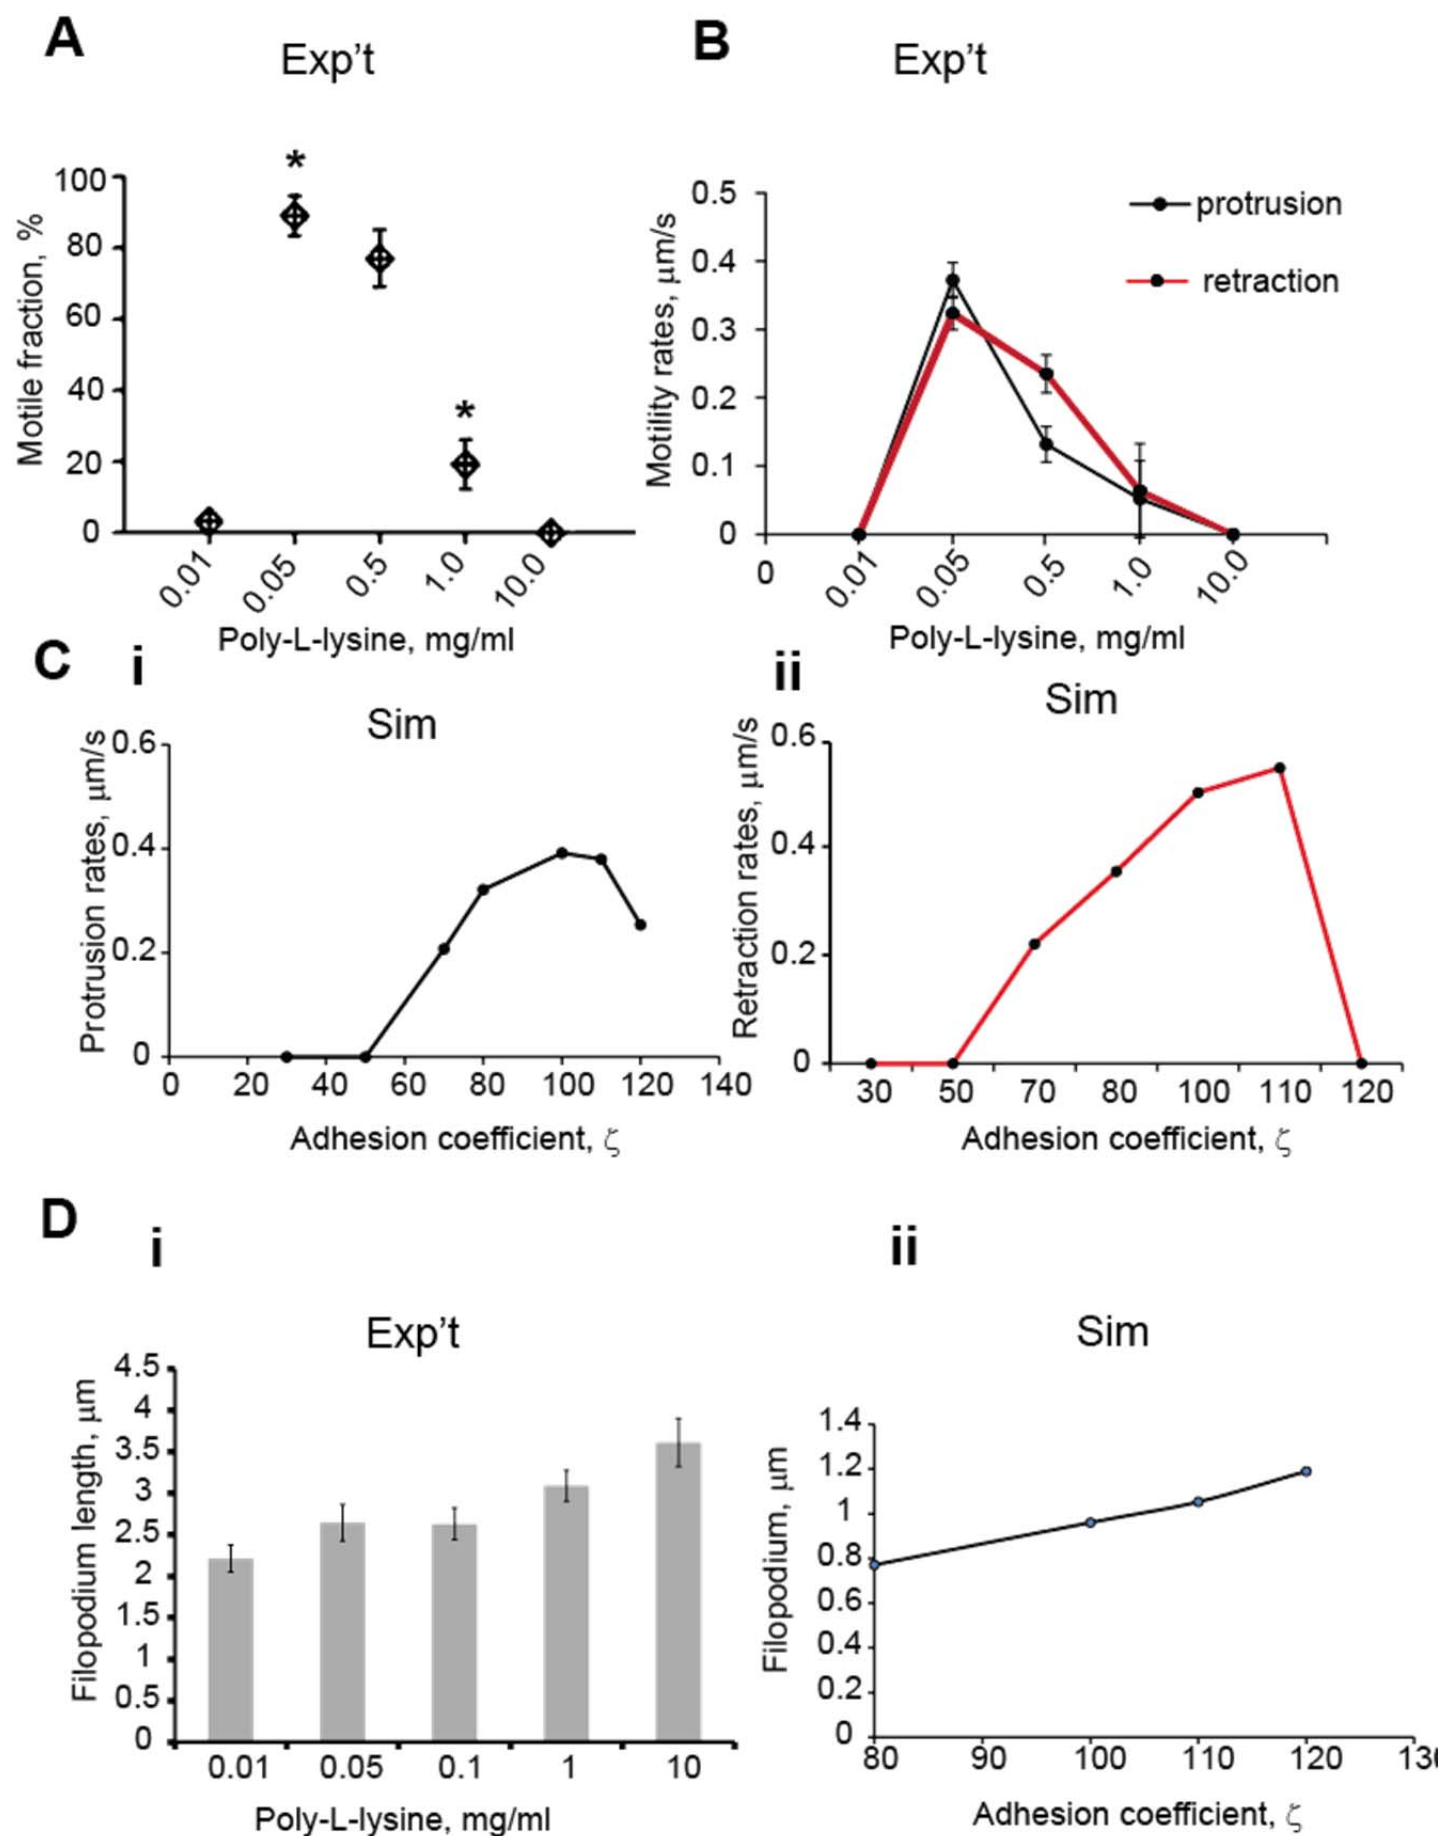 A
Exp't
*
*
100
80
60
40
20
0
Motile fraction, %
0.01
0.05
0.5
1.0
10.0
Poly-L-lysine, mg/ml
B
Exp't
protrusion
retraction
0.5
0.4
0.3
0.2
0.1
0
Motility rates, μm/s
0
0.01
0.05
0.5
1.0
10.0
Poly-L-lysine, mg/ml
C
i
Sim
0.6
0.4
0.2
0
Protrusion rates, μm/s
0 20 40 60 80 100 120 140
Adhesion coefficient, ζ
ii
Sim
0.6
0.4
0.2
0
Retraction rates, μm/s
30 50 70 80 100 110 120
Adhesion coefficient, ζ
D
i
Exp't
4.5
4
3.5
3
2.5
2
1.5
1
0.5
0
Filopodium length, μm
0.01 0.05 0.1 1 10
Poly-L-lysine, mg/ml
ii
Sim
1.4
1.2
1
0.8
0.6
0.4
0.2
0
Filopodium, μm
80 90 100 110 120
Adhesion coefficient, ζ